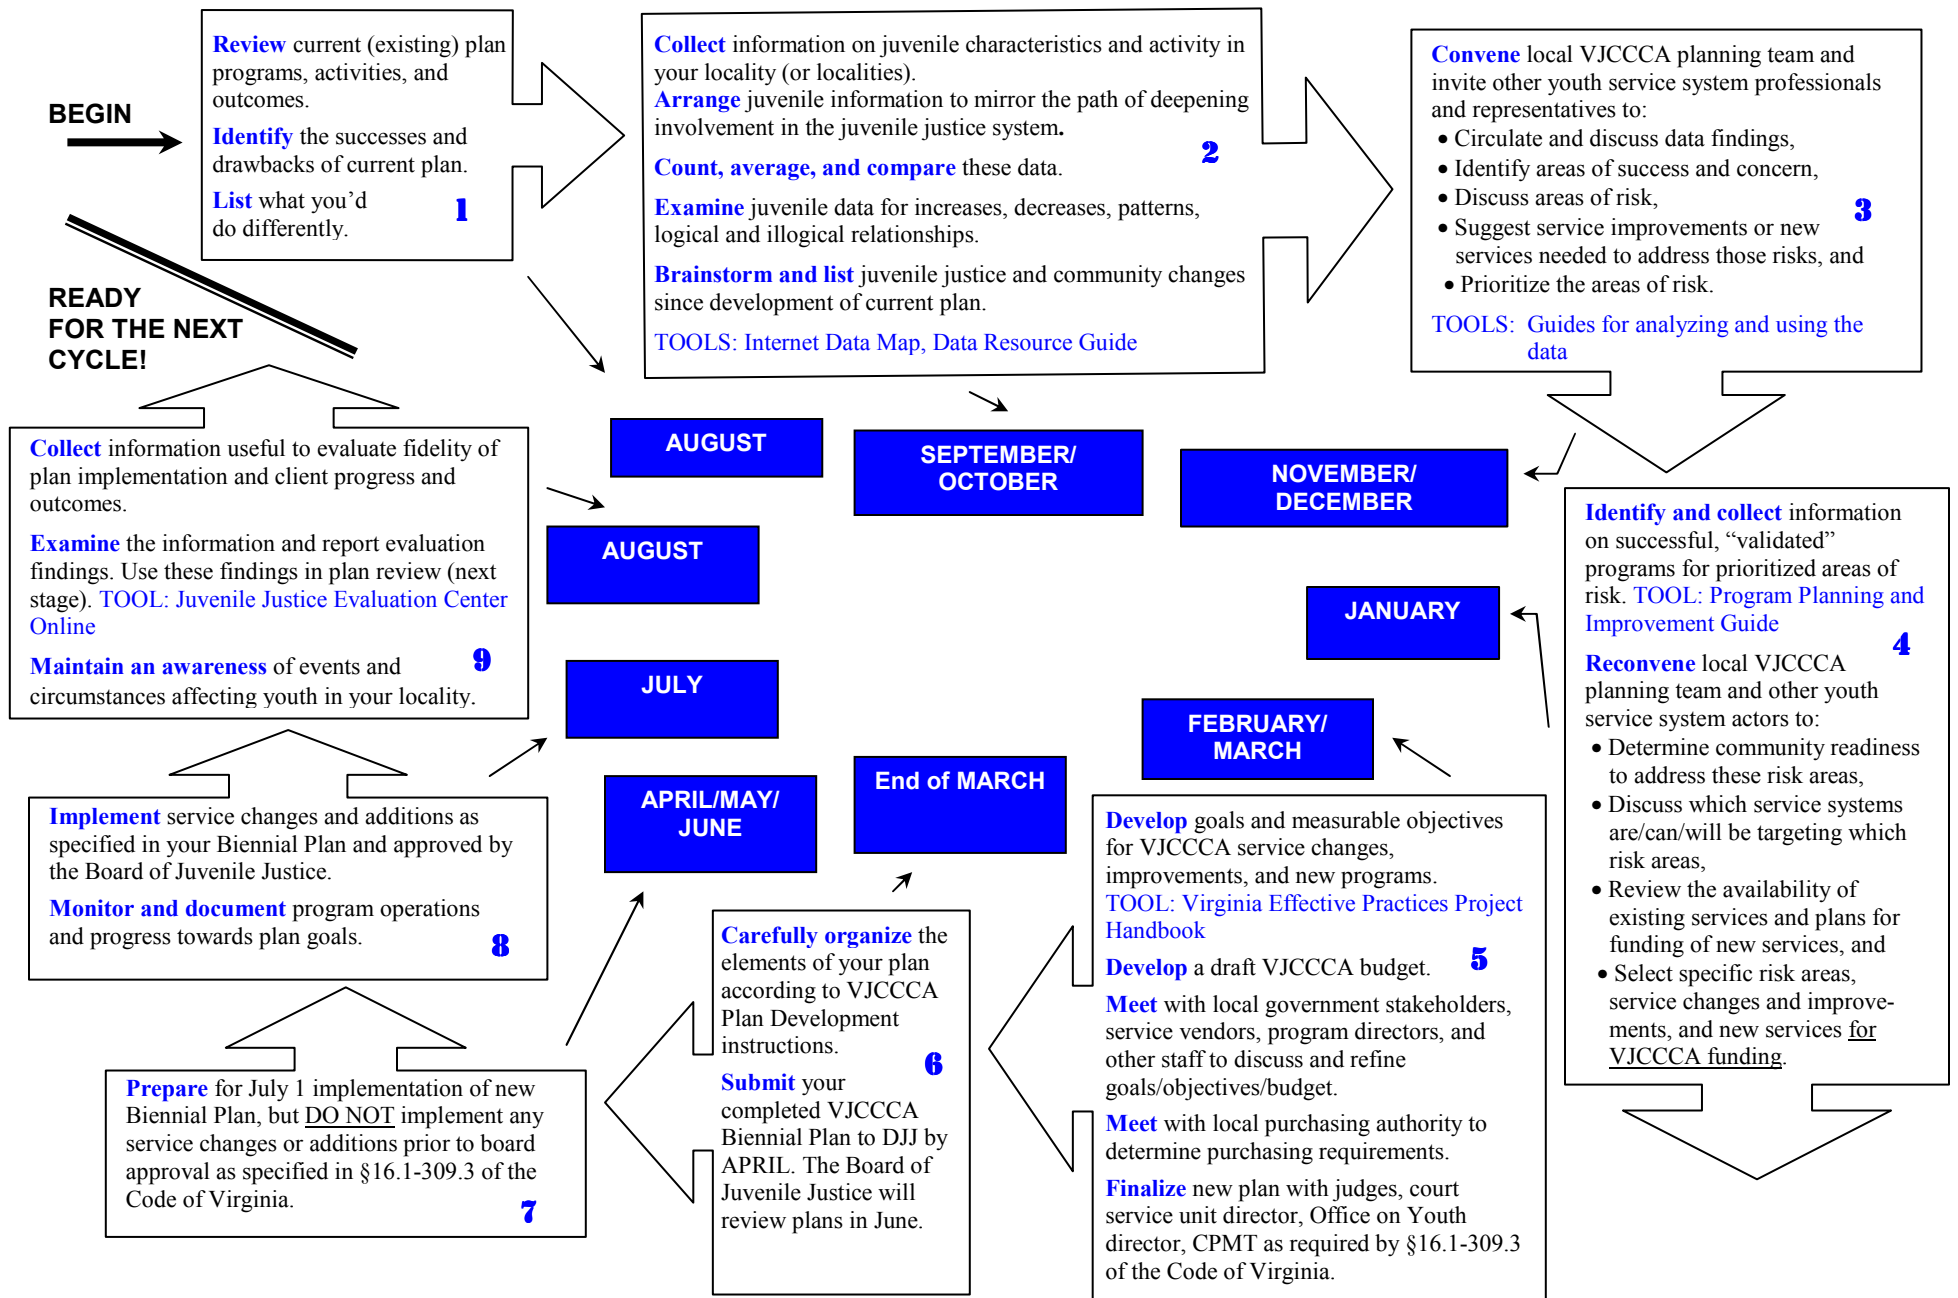 BEGIN
Review current (existing) plan
programs, activities, and
outcomes.
Identify the successes and
drawbacks of current plan.
List what you’d
do differently.
1
Collect information on juvenile characteristics and activity in
your locality (or localities).
Arrange juvenile information to mirror the path of deepening
involvement in the juvenile justice system.
Count, average, and compare these data.
Examine juvenile data for increases, decreases, patterns,
logical and illogical relationships.
Brainstorm and list juvenile justice and community changes
since development of current plan.
TOOLS: Internet Data Map, Data Resource Guide
2
Convene local VJCCCA planning team and
invite other youth service system professionals
and representatives to:
• Circulate and discuss data findings,
• Identify areas of success and concern,
• Discuss areas of risk,
• Suggest service improvements or new
services needed to address those risks, and
• Prioritize the areas of risk.
TOOLS: Guides for analyzing and using the
data
3
READY
FOR THE NEXT
CYCLE!
AUGUST
SEPTEMBER/
OCTOBER
NOVEMBER/
DECEMBER
Identify and collect information
on successful, “validated”
programs for prioritized areas of
risk. TOOL: Program Planning and
Improvement Guide
4
Reconvene local VJCCCA
planning team and other youth
service system actors to:
• Determine community readiness
to address these risk areas,
• Discuss which service systems
are/can/will be targeting which
risk areas,
• Review the availability of
existing services and plans for
funding of new services, and
• Select specific risk areas,
service changes and improve-
ments, and new services for
VJCCCA funding.
JANUARY
FEBRUARY/
MARCH
Develop goals and measurable objectives
for VJCCCA service changes,
improvements, and new programs.
TOOL: Virginia Effective Practices Project
Handbook
Develop a draft VJCCCA budget.
5
Meet with local government stakeholders,
service vendors, program directors, and
other staff to discuss and refine
goals/objectives/budget.
Meet with local purchasing authority to
determine purchasing requirements.
Finalize new plan with judges, court
service unit director, Office on Youth
director, CPMT as required by §16.1-309.3
of the Code of Virginia.
End of MARCH
Carefully organize the
elements of your plan
according to VJCCCA
Plan Development
instructions.
6
Submit your
completed VJCCCA
Biennial Plan to DJJ by
APRIL. The Board of
Juvenile Justice will
review plans in June.
APRIL/MAY/
JUNE
Prepare for July 1 implementation of new
Biennial Plan, but DO NOT implement any
service changes or additions prior to board
approval as specified in §16.1-309.3 of the
Code of Virginia.
7
JULY
Implement service changes and additions as
specified in your Biennial Plan and approved by
the Board of Juvenile Justice.
Monitor and document program operations
and progress towards plan goals.
8
AUGUST
Collect information useful to evaluate fidelity of
plan implementation and client progress and
outcomes.
Examine the information and report evaluation
findings. Use these findings in plan review (next
stage). TOOL: Juvenile Justice Evaluation Center
Online
Maintain an awareness of events and
circumstances affecting youth in your locality.
9